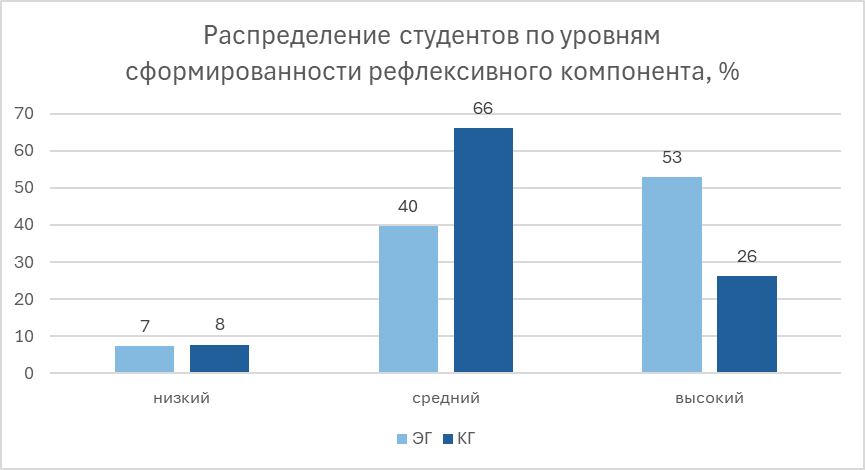 Распределение студентов по уровням
сформированности рефлексивного компонента, %
70
60
50
40
30
20
10
0
7
8
40
66
53
26
низкий
средний
высокий
ЭГ
КГ